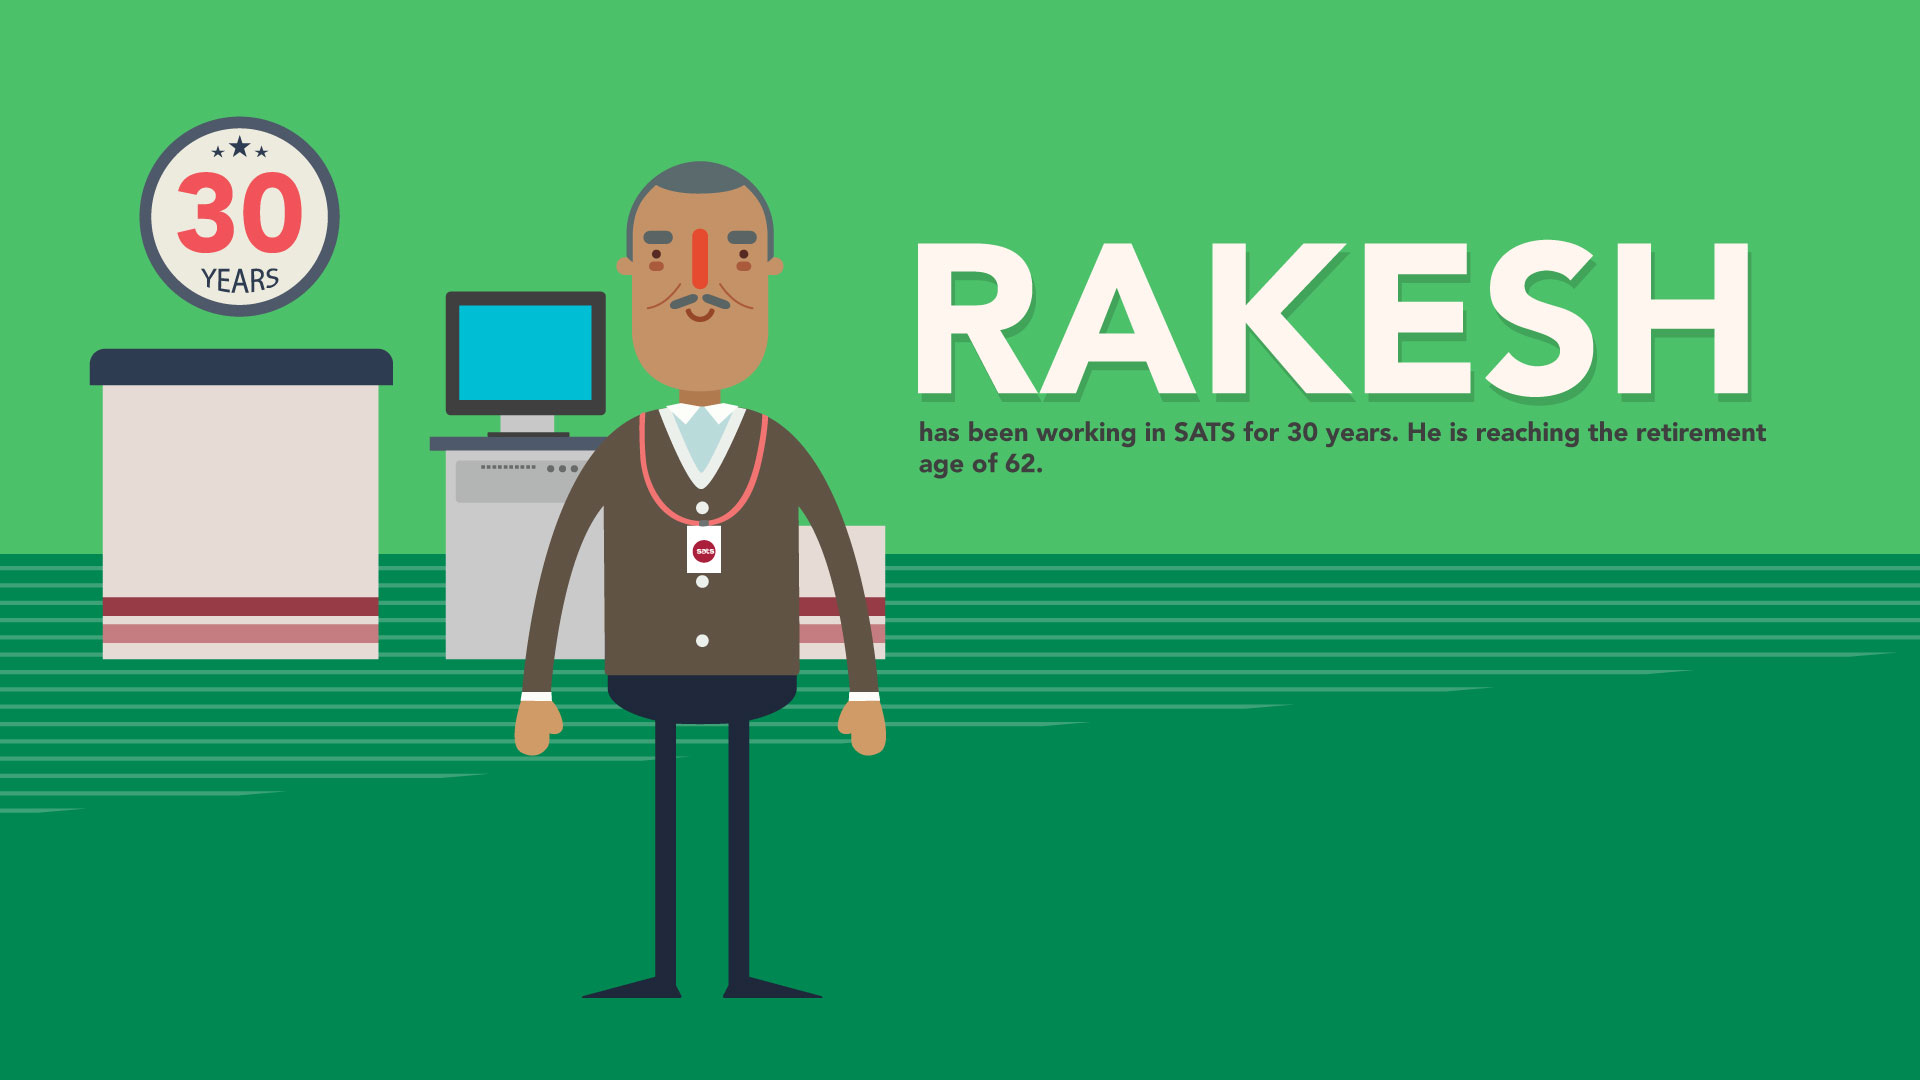 30
YEARS
RAKESH
has been working in SATS for 30 years. He is reaching the retirement
age of 62.
sats